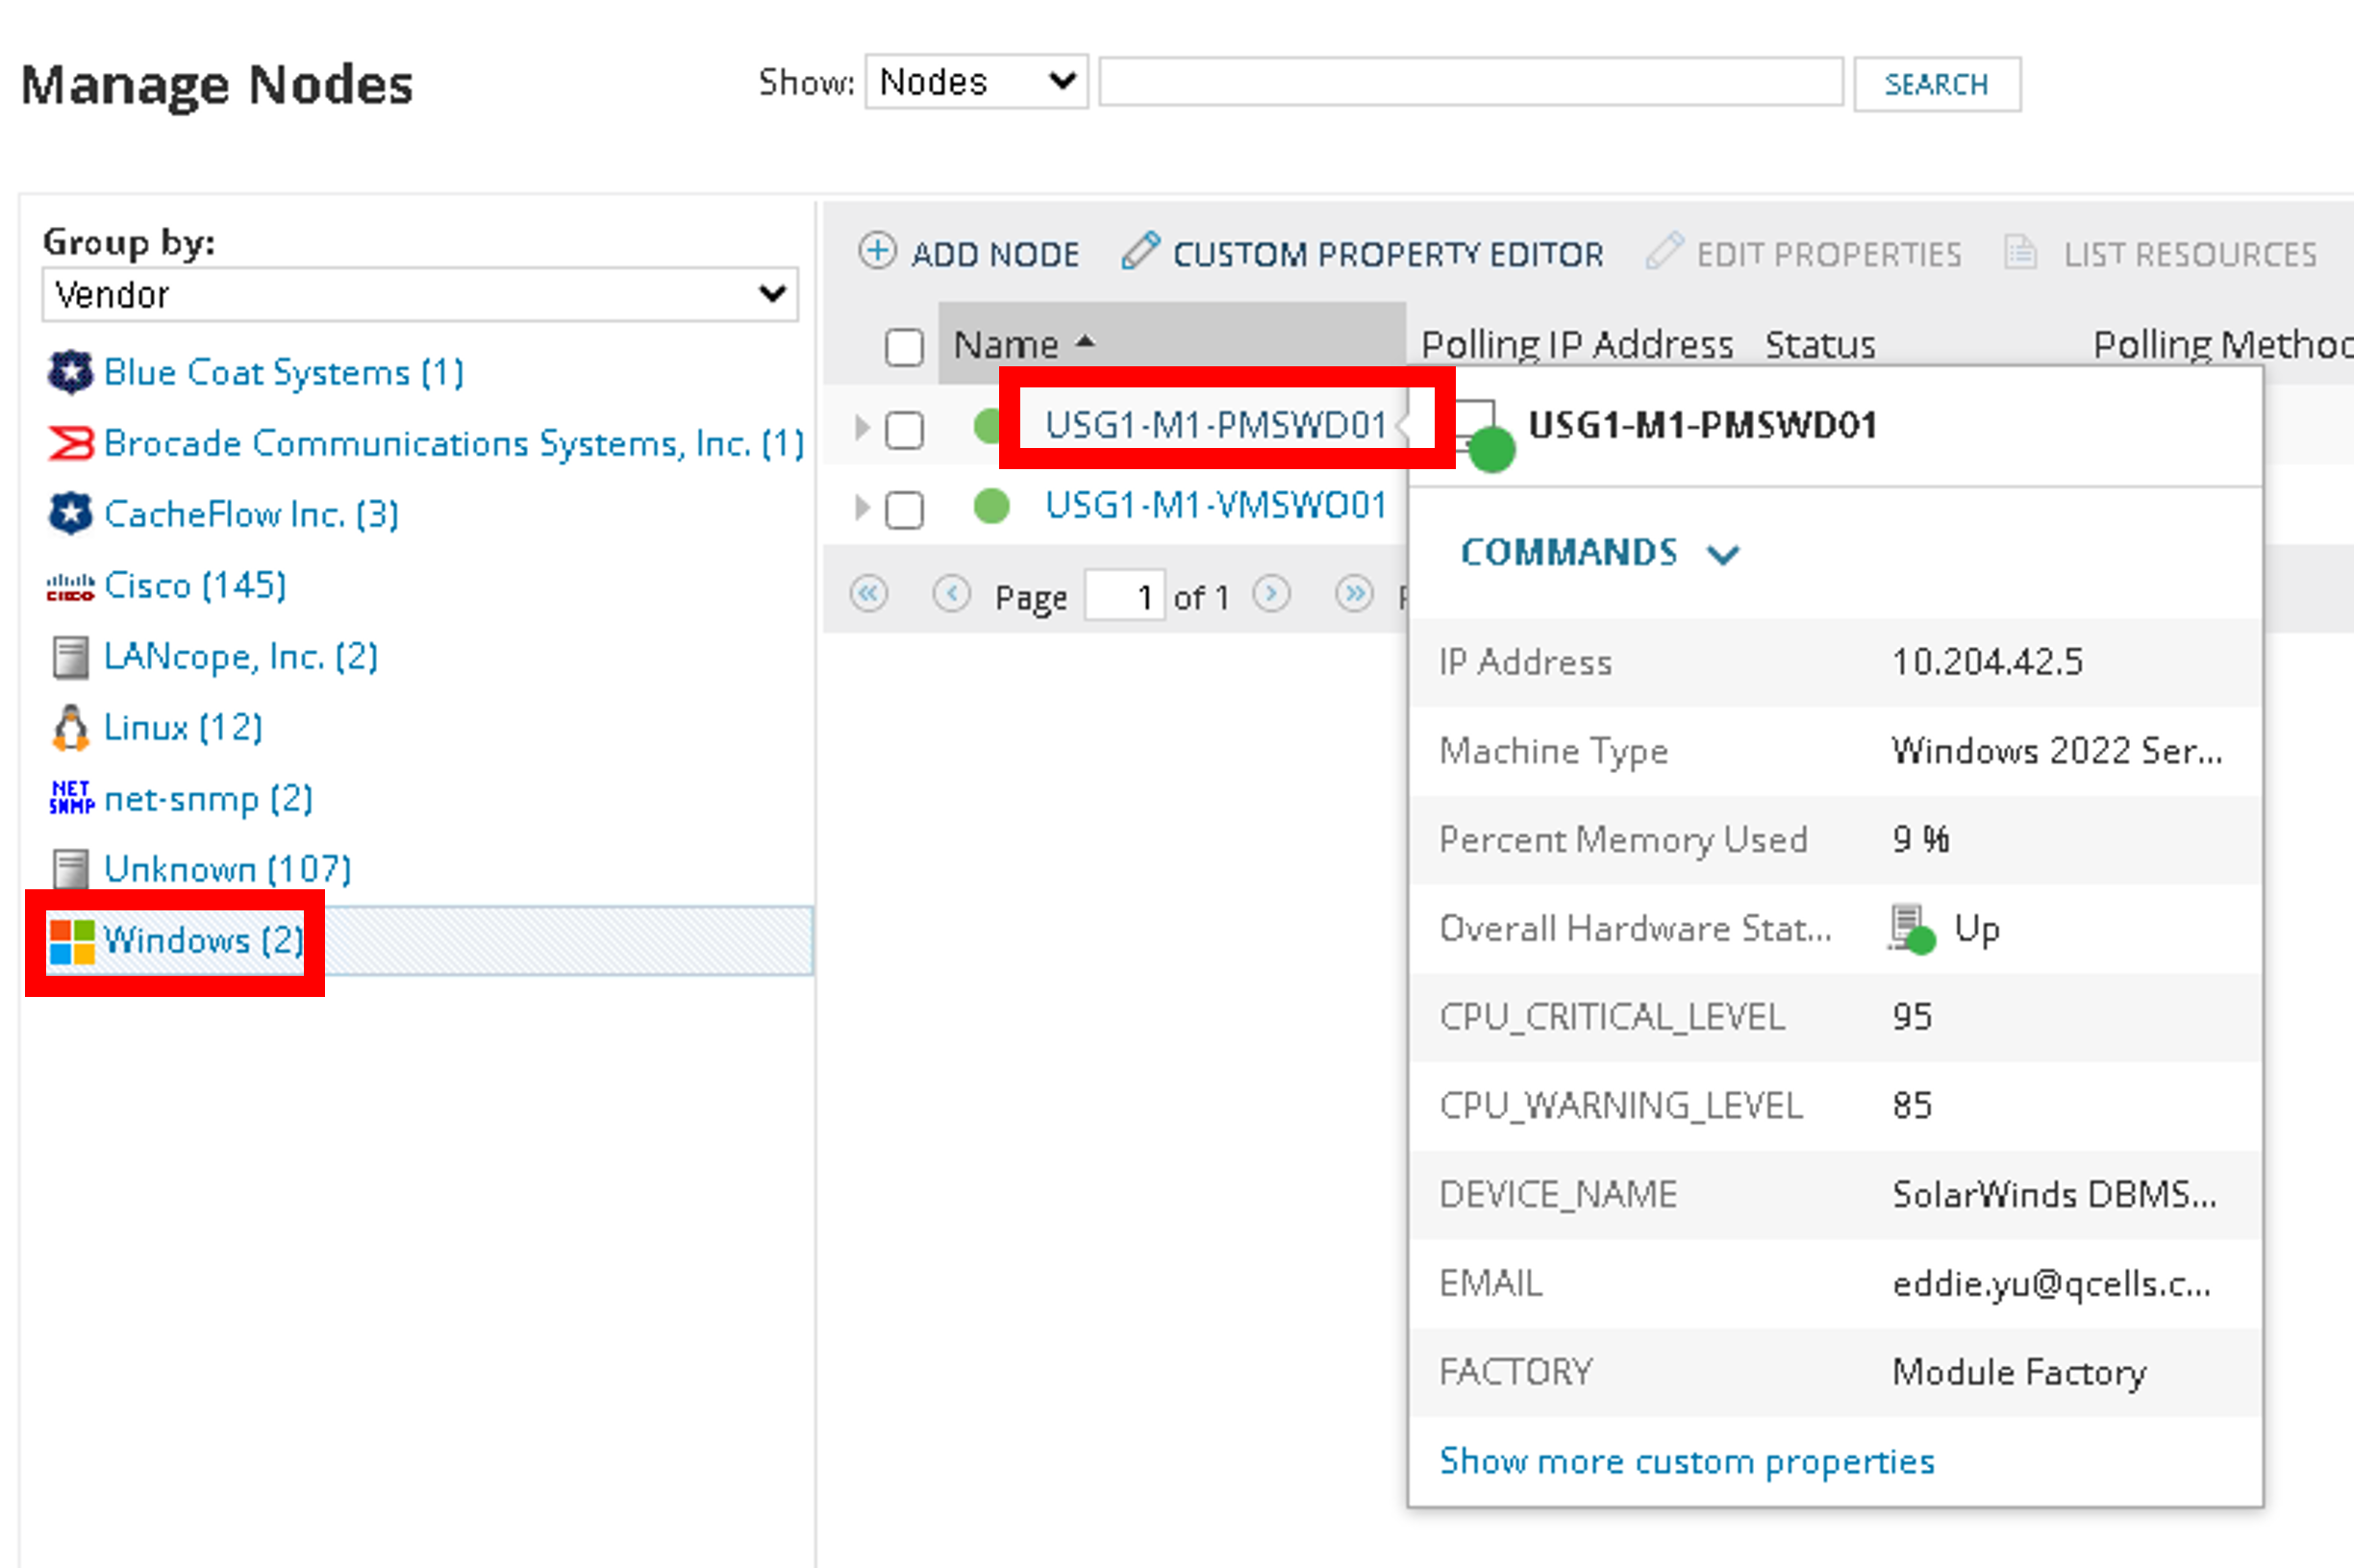 Manage Nodes
Show: Nodes SEARCH
Group by:
Vendor
Blue Coat Systems (1)
Brocade Communications Systems, Inc. (1)
CacheFlow Inc. (3)
CISCO Cisco (145)
LANcope, Inc. (2)
Linux (12)
NET SNMP net-snmp (2)
Unknown (107)
Windows (2)
ADD NODE CUSTOM PROPERTY EDITOR EDIT PROPERTIES LIST RESOURCES
Name Polling IP Address Status Polling Method
USG1-M1-PMSWD01
USG1-M1-VMSWO01
Page 1 of 1
USG1-M1-PMSWD01
COMMANDS
IP Address 10.204.42.5
Machine Type Windows 2022 Ser...
Percent Memory Used 9 %
Overall Hardware Stat... Up
CPU_CRITICAL_LEVEL 95
CPU_WARNING_LEVEL 85
DEVICE_NAME SolarWinds DBMS...
EMAIL eddie.yu@qcells.c...
FACTORY Module Factory
Show more custom properties